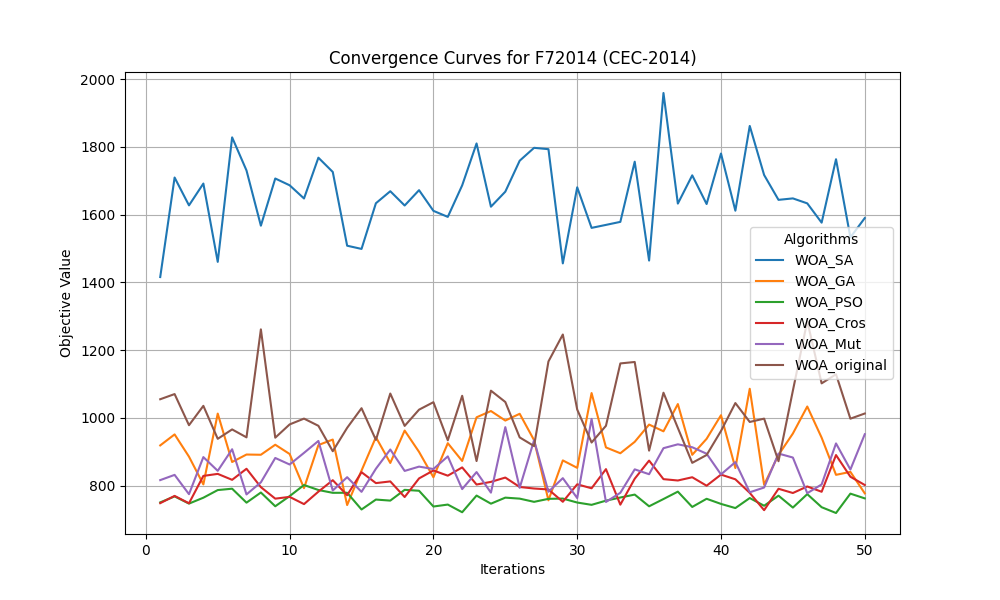 Convergence Curves for F72014 (CEC-2014)
Objective Value
2000
1800
1600
1400
1200
1000
800
Algorithms
WOA_SA
WOA_GA
WOA_PSO
WOA_Cros
WOA_Mut
WOA_original
0
10
20
30
40
50
Iterations